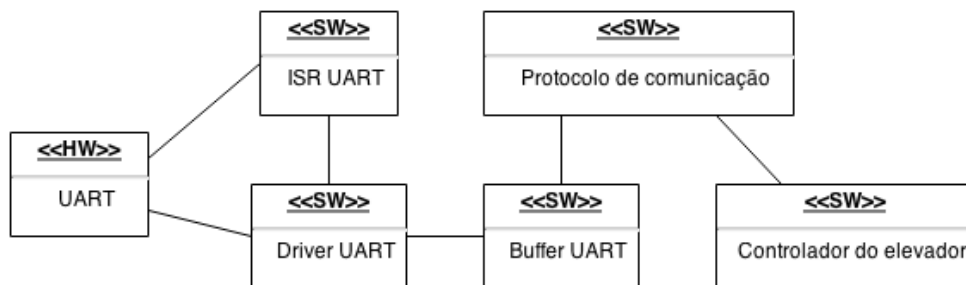 <<SW>>
ISR UART
<<SW>>
Protocolo de comunicação
<<HW>>
UART
<<SW>>
Driver UART
<<SW>>
Buffer UART
<<SW>>
Controlador do elevador